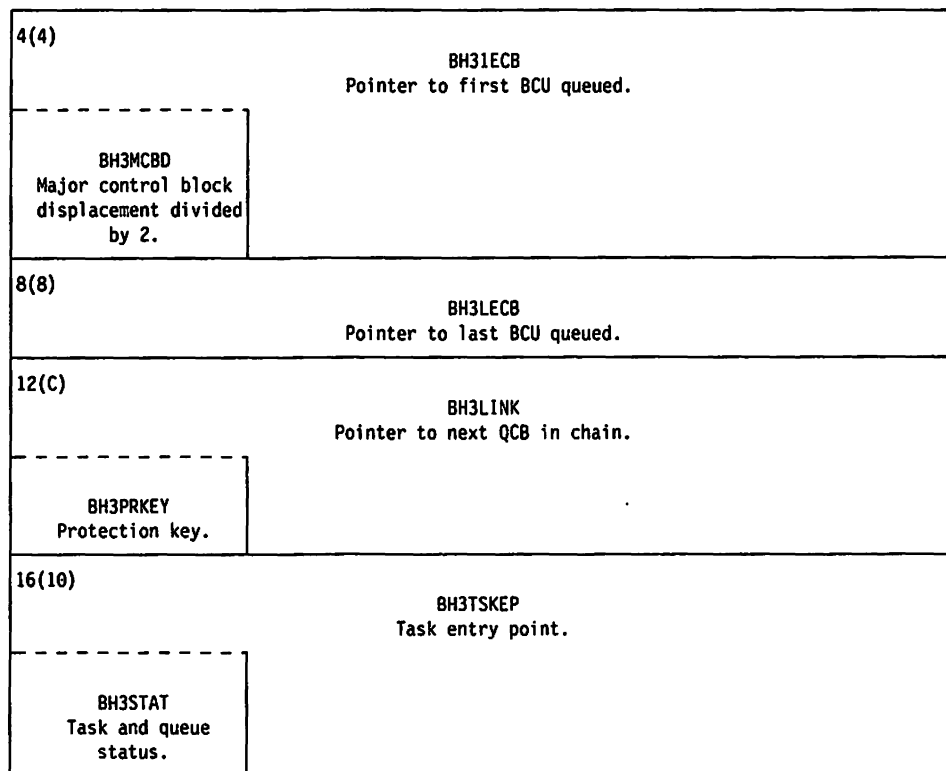 4(4)
BH31ECB
Pointer to first BCU queued.
BH3MCBD
Major control block
displacement divided
by 2.
8(8)
BH3LECB
Pointer to last BCU queued.
12(C)
BH3LINK
Pointer to next QCB in chain.
BH3PRKEY
Protection key.
16(10)
BH3TSKEP
Task entry point.
BH3STAT
Task and queue
status.